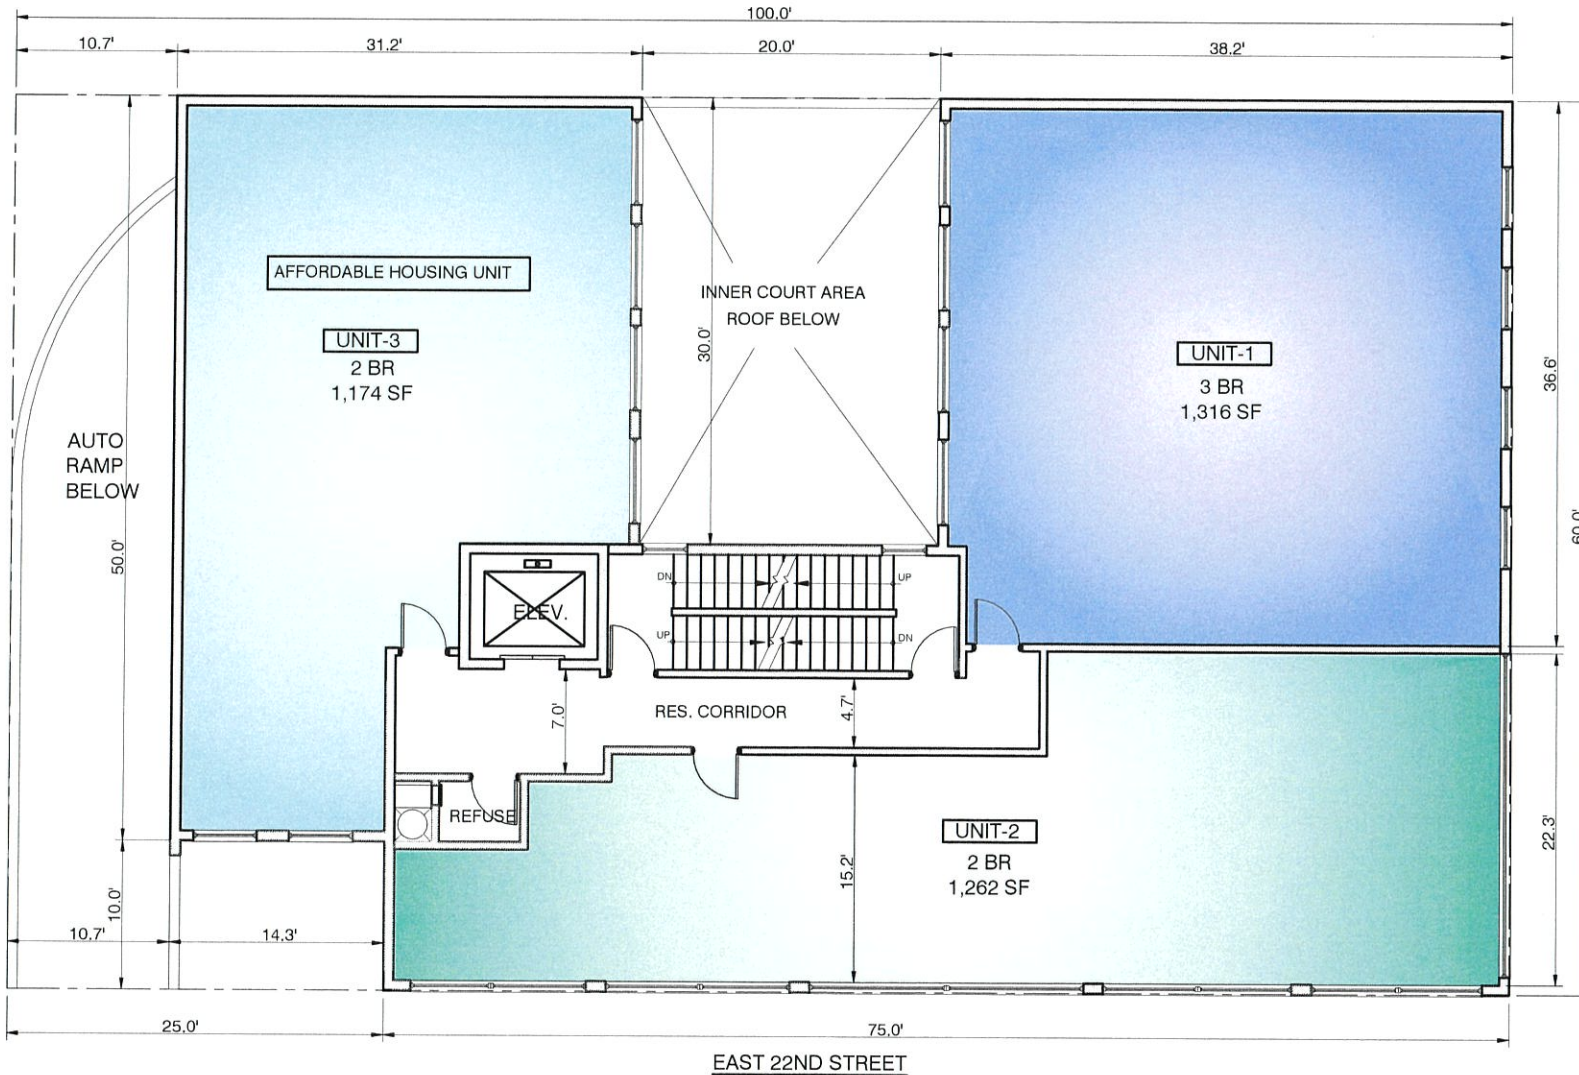 100.0'
10.7'
31.2'
20.0'
38.2'
AFFORDABLE HOUSING UNIT
UNIT-3
2 BR
1,174 SF
INNER COURT AREA
ROOF BELOW
30.0'
UNIT-1
3 BR
1,316 SF
36.6'
AUTO
RAMP
BELOW
50.0'
60.0'
ELEV.
DN
UP
UP
DN
7.0'
RES. CORRIDOR
4.7'
REFUSE
UNIT-2
2 BR
1,262 SF
15.2'
22.3'
10.0'
10.7'
14.3'
25.0'
75.0'
EAST 22ND STREET